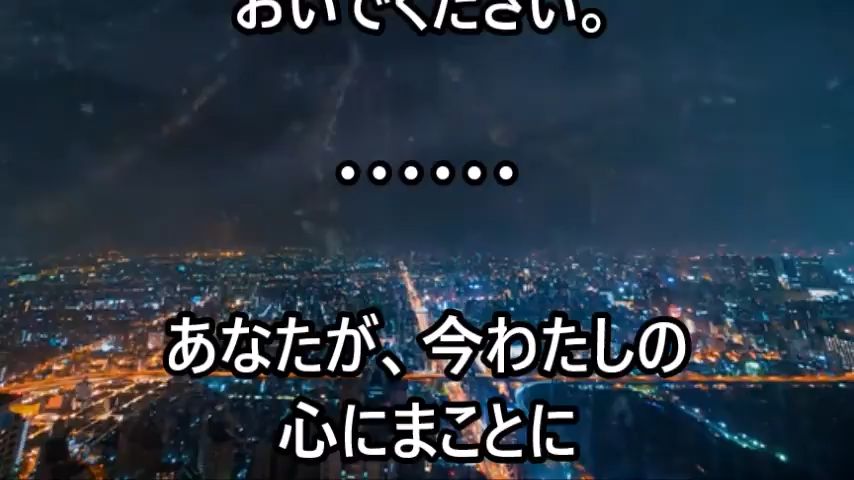 おいでください。
・・・・・・
あなたが、今わたしの
心にまことに